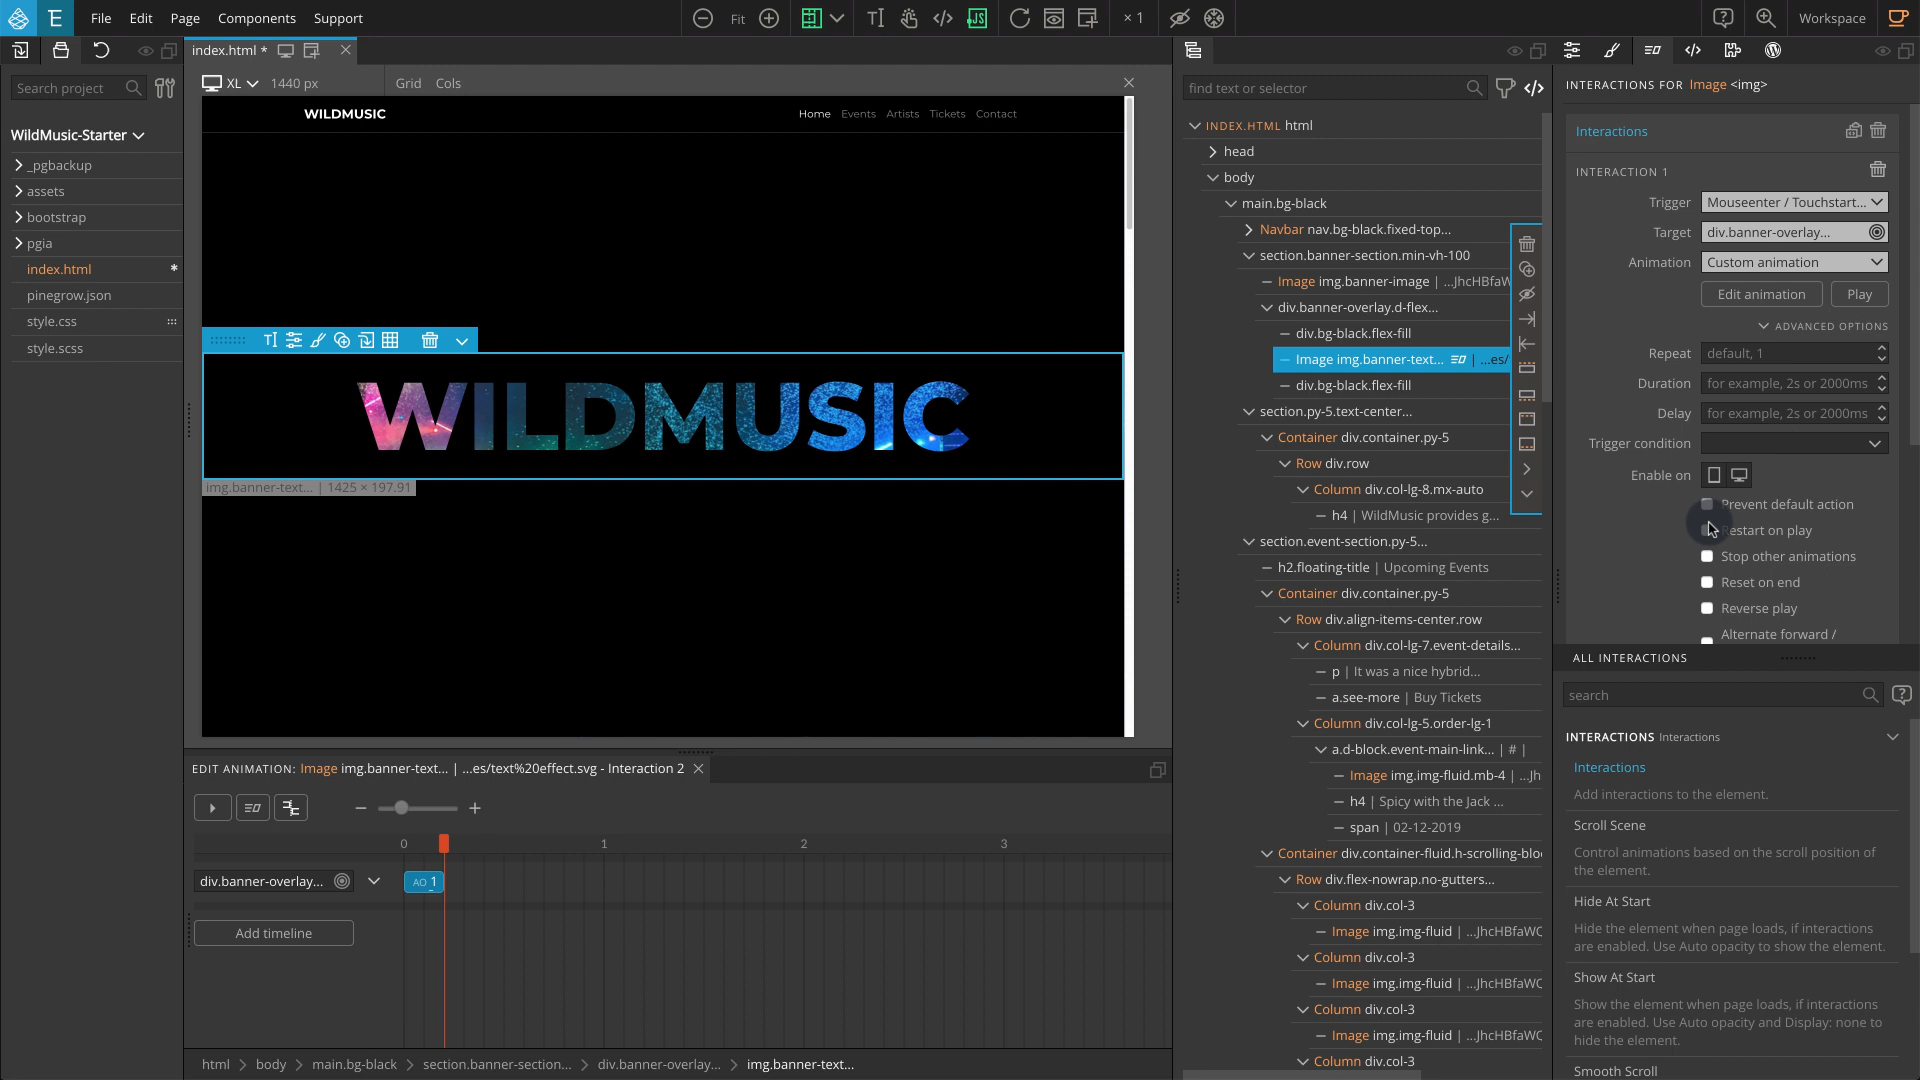 E File Edit Page Components Support Fit JS × 1 Workspace
index.html *
Search project
WildMusic-Starter
_pgbackup
assets
bootstrap
pgia
index.html *
pinegrow.json
style.css
style.scss
XL 1440 px Grid Cols
WILDMUSIC Home Events Artists Tickets Contact
WILDMUSIC
img.banner-text... | 1425 × 197.91
EDIT ANIMATION: Image img.banner-text... | ...es/text%20effect.svg - Interaction 2
0 1 2 3
div.banner-overlay... AO 1
Add timeline
html body main.bg-black section.banner-section... div.banner-overlay... img.banner-text...
find text or selector
INDEX.HTML html
head
body
main.bg-black
Navbar nav.bg-black.fixed-top...
section.banner-section.min-vh-100
Image img.banner-image | ...JhcHBfaW
div.banner-overlay.d-flex...
div.bg-black.flex-fill
Image img.banner-text... | ...es/
div.bg-black.flex-fill
section.py-5.text-center...
Container div.container.py-5
Row div.row
Column div.col-lg-8.mx-auto
h4 | WildMusic provides g...
section.event-section.py-5...
h2.floating-title | Upcoming Events
Container div.container.py-5
Row div.align-items-center.row
Column div.col-lg-7.event-details...
p | It was a nice hybrid...
a.see-more | Buy Tickets
Column div.col-lg-5.order-lg-1
a.d-block.event-main-link... | # |
Image img.img-fluid.mb-4 | ...Jh
h4 | Spicy with the Jack ...
span | 02-12-2019
Container div.container-fluid.h-scrolling-blo
Row div.flex-nowrap.no-gutters...
Column div.col-3
Image img.img-fluid | ...JhcHBfaWQ
Column div.col-3
Image img.img-fluid | ...JhcHBfaWQ
Column div.col-3
Image img.img-fluid | ...JhcHBfaWQ
Column div.col-3
INTERACTIONS FOR Image <img>
Interactions
INTERACTION 1
Trigger Mouseenter / Touchstart...
Target div.banner-overlay...
Animation Custom animation
Edit animation Play
ADVANCED OPTIONS
Repeat default, 1
Duration for example, 2s or 2000ms
Delay for example, 2s or 2000ms
Trigger condition
Enable on
Prevent default action
Restart on play
Stop other animations
Reset on end
Reverse play
Alternate forward /
ALL INTERACTIONS
search
INTERACTIONS Interactions
Interactions
Add interactions to the element.
Scroll Scene
Control animations based on the scroll position of
the element.
Hide At Start
Hide the element when page loads, if interactions
are enabled. Use Auto opacity to show the element.
Show At Start
Show the element when page loads, if interactions
are enabled. Use Auto opacity and Display: none to
hide the element.
Smooth Scroll